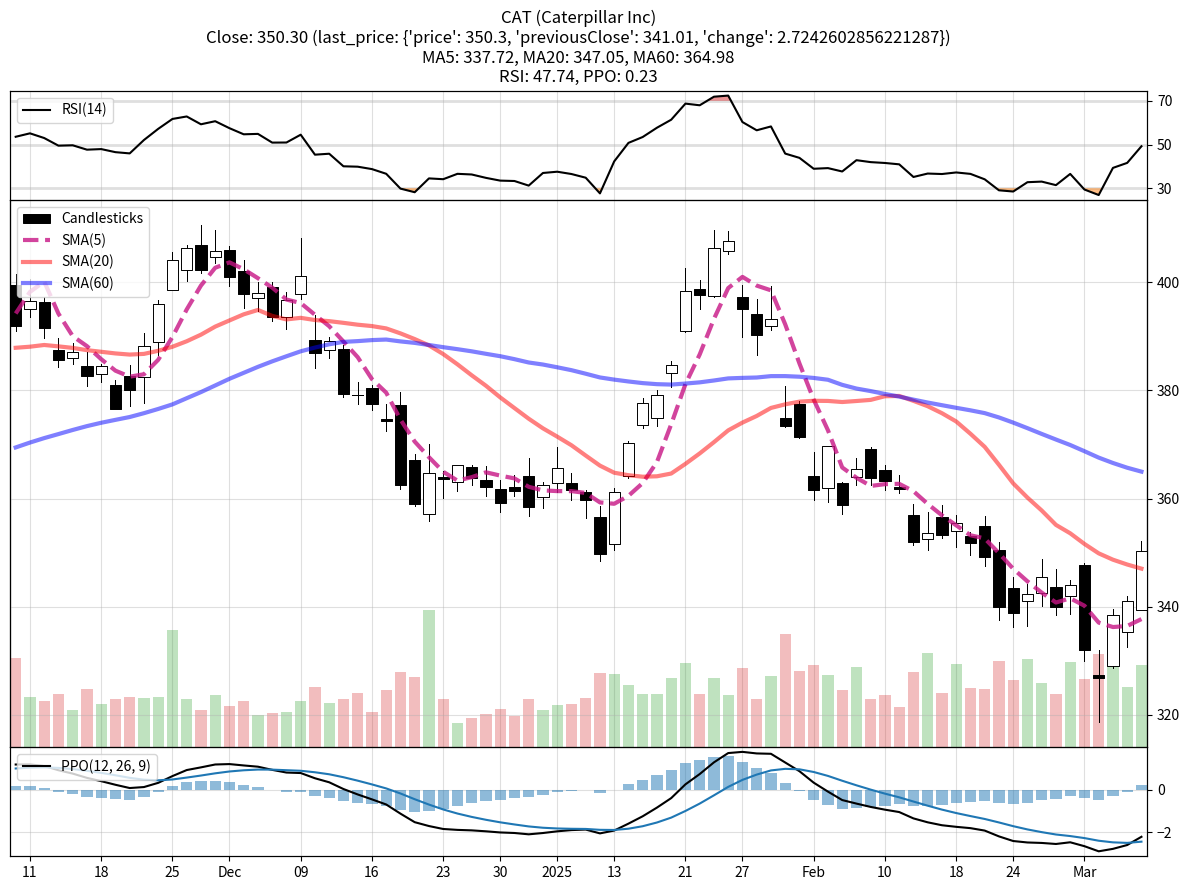 CAT (Caterpillar Inc)
Close: 350.30 (last_price: {'price': 350.3, 'previousClose': 341.01, 'change': 2.7242602856221287})
MA5: 337.72, MA20: 347.05, MA60: 364.98
RSI: 47.74, PPO: 0.23
RSI(14)
70
50
30
Candlesticks
SMA(5)
SMA(20)
SMA(60)
400
380
360
340
320
PPO(12, 26, 9)
0
−2
11 18 25 Dec 09 16 23 30 2025 13 21 27 Feb 10 18 24 Mar